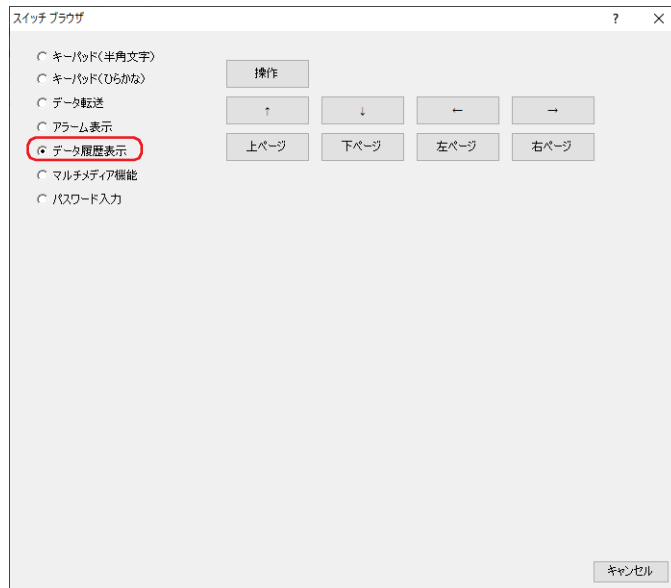 スイッチ ブラウザ
?
キーパッド(半角文字)
キーパッド(ひらかな)
データ転送
アラーム表示
データ履歴表示
マルチメディア機能
パスワード入力
操作
↑ ↓ ← →
上ページ 下ページ 左ページ 右ページ
キャンセル